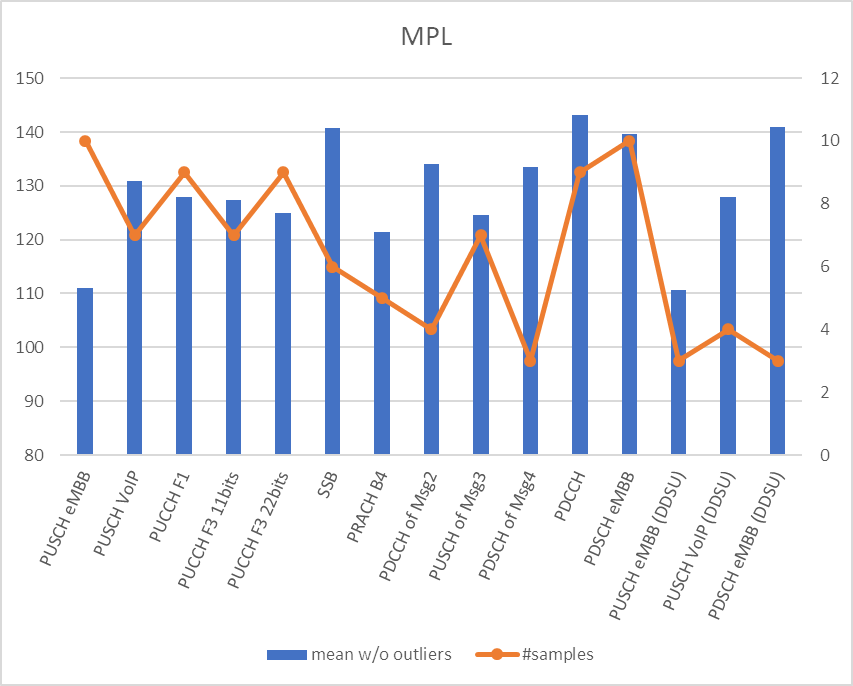 MPL
150
140
130
120
110
100
90
80
12
10
8
6
4
2
0
PUSCH eMBB
PUSCH VoIP
PUCCH F1
PUCCH F3 11bits
PUCCH F3 22bits
SSB
PRACH B4
PDCCH of Msg2
PUSCH of Msg3
PDSCH of Msg4
PDCCH
PDSCH eMBB
PUSCH eMBB (DDSU)
PUSCH VoIP (DDSU)
PDSCH eMBB (DDSU)
mean w/o outliers
#samples